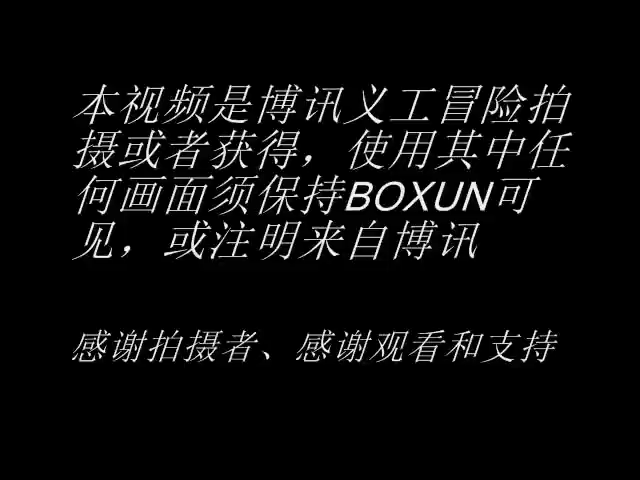 本视频是博讯义工冒险拍
摄或者获得，使用其中任
何画面须保持BOXUN可
见，或注明来自博讯
感谢拍摄者、感谢观看和支持